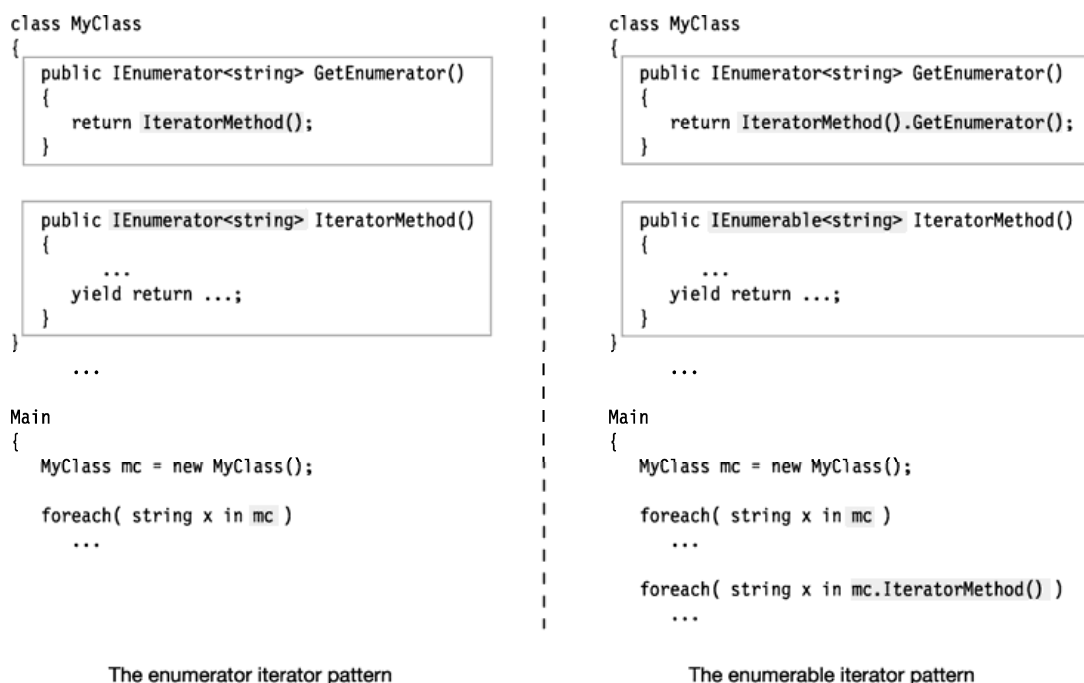 class MyClass
{
public IEnumerator<string> GetEnumerator()
{
return IteratorMethod();
}
public IEnumerator<string> IteratorMethod()
{
...
yield return ...;
}
}
...
Main
{
MyClass mc = new MyClass();
foreach( string x in mc )
...
The enumerator iterator pattern
class MyClass
{
public IEnumerator<string> GetEnumerator()
{
return IteratorMethod().GetEnumerator();
}
public IEnumerable<string> IteratorMethod()
{
...
yield return ...;
}
}
...
Main
{
MyClass mc = new MyClass();
foreach( string x in mc )
...
foreach( string x in mc.IteratorMethod() )
...
The enumerable iterator pattern